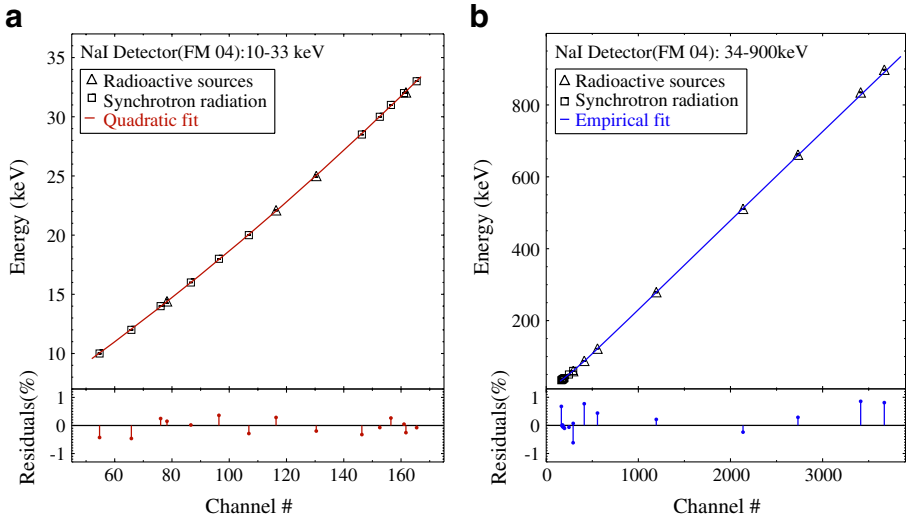 a
NaI Detector(FM 04):10-33 keV
Radioactive sources
Synchrotron radiation
Quadratic fit
Energy (keV)
35
30
25
20
15
10
Residuals(%)
1
0
-1
60 80 100 120 140 160
Channel #
b
NaI Detector(FM 04): 34-900keV
Radioactive sources
Synchrotron radiation
Empirical fit
Energy (keV)
800
600
400
200
Residuals(%)
1
0
-1
0 1000 2000 3000
Channel #